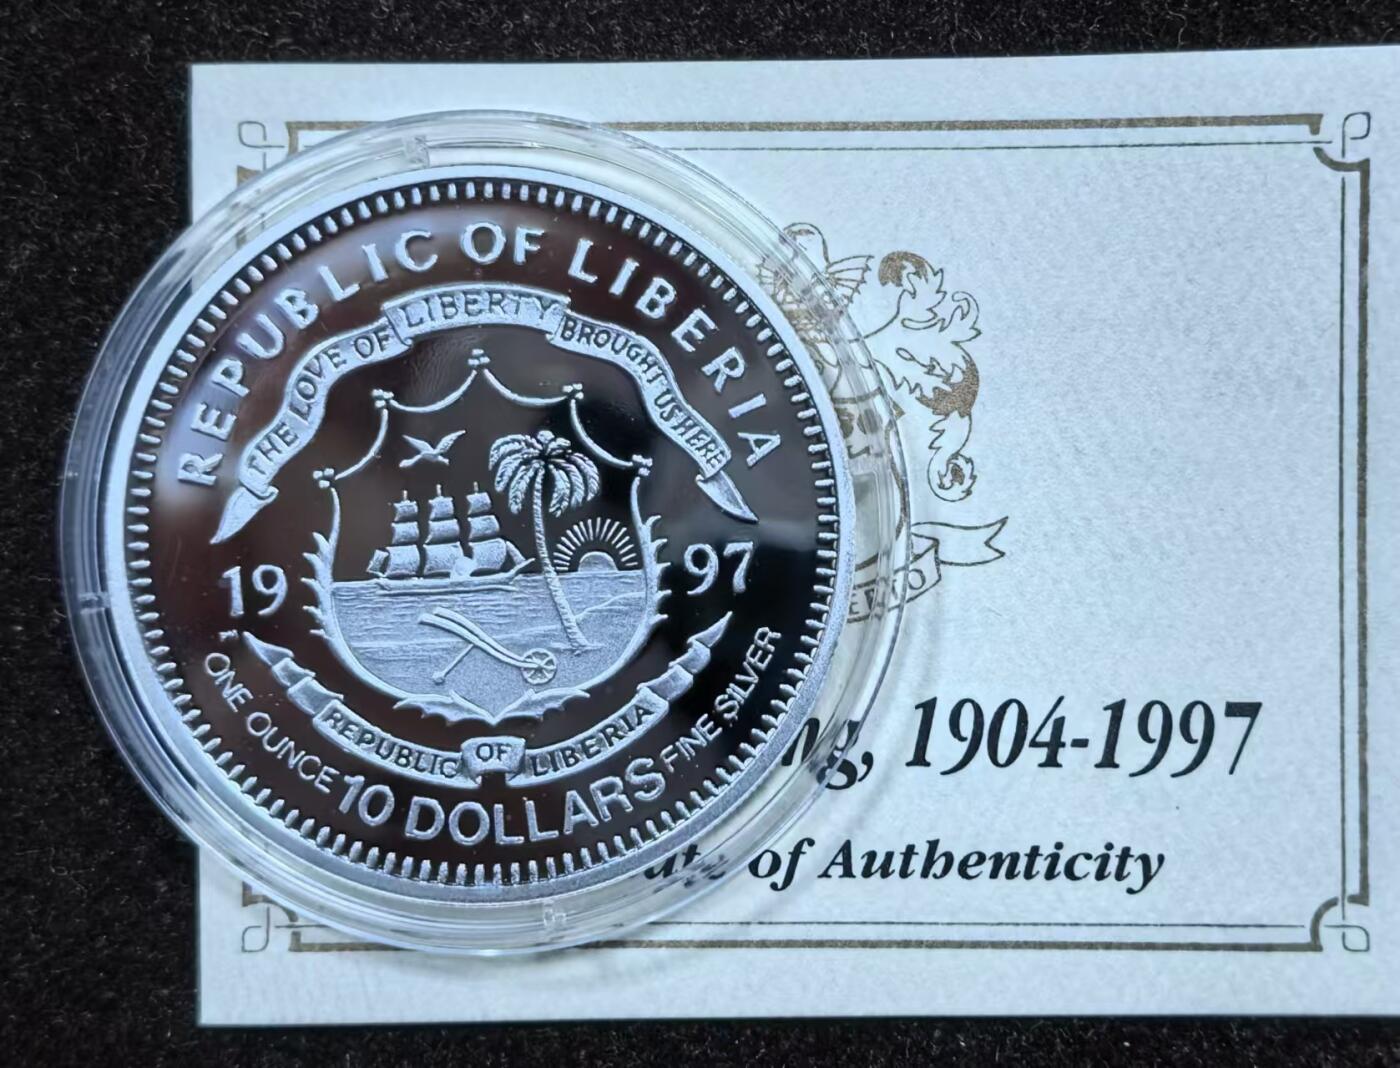 REPUBLIC OF LIBERIA
THE LOVE OF LIBERTY BROUGHT US HERE
19 97
REPUBLIC OF LIBERIA
ONE OUNCE 10 DOLLARS FINE SILVER
ng, 1904-1997
of Authenticity